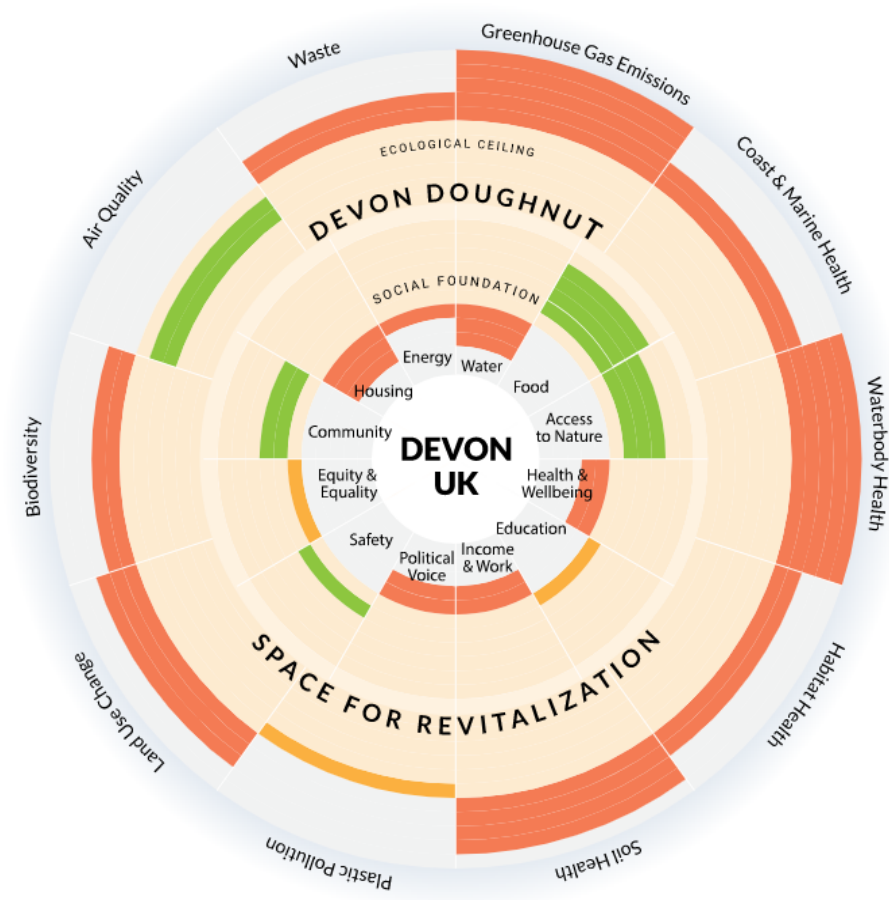 Waste
Greenhouse Gas Emissions
Coast & Marine Health
Waterbody Health
Habitat Health
Soil Health
Plastic Pollution
Land Use Change
Biodiversity
Air Quality
ECOLOGICAL CEILING
DEVON DOUGHNUT
SOCIAL FOUNDATION
Energy
Water
Food
Access
to Nature
Health &
Wellbeing
Education
Income
& Work
Political
Voice
Safety
Equity &
Equality
Community
Housing
DEVON
UK
SPACE FOR REVITALIZATION